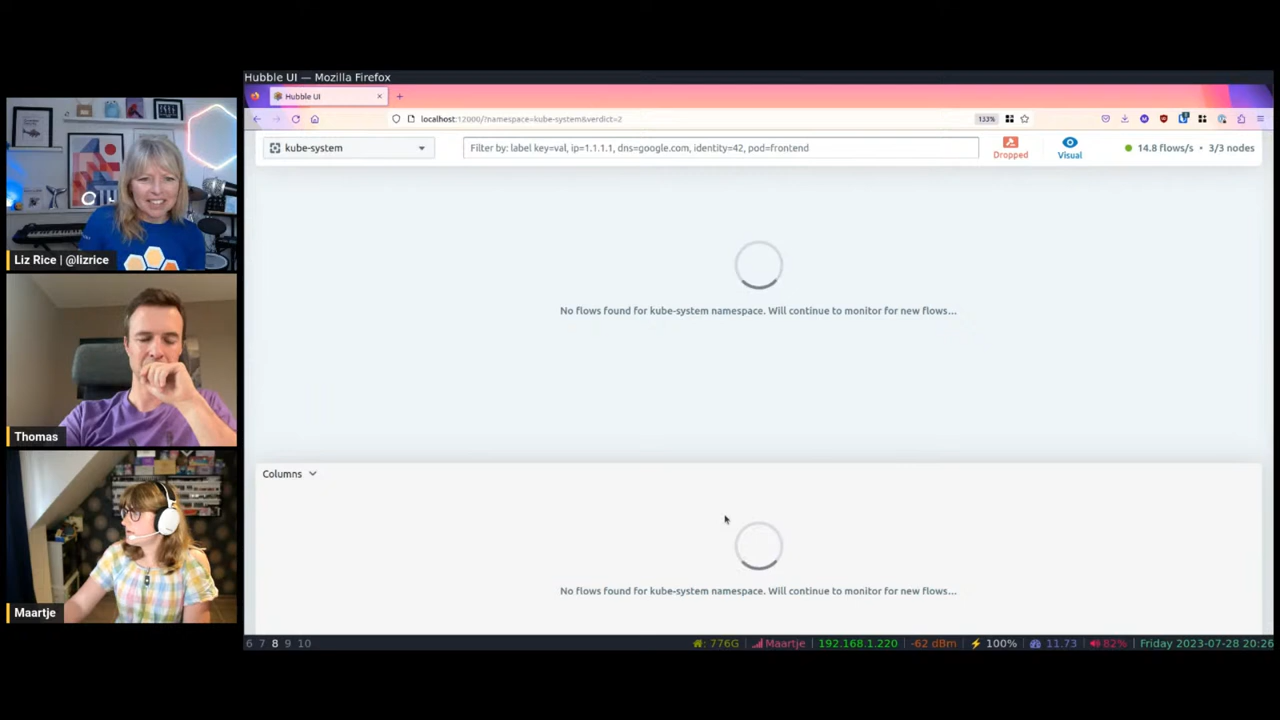 Hubble UI — Mozilla Firefox
Hubble UI
localhost:12000/?namespace=kube-system&verdict=2
133%
kube-system
Filter by: label key=val, ip=1.1.1.1, dns=google.com, identity=42, pod=frontend
Dropped
Visual
14.8 flows/s • 3/3 nodes
No flows found for kube-system namespace. Will continue to monitor for new flows…
Columns
No flows found for kube-system namespace. Will continue to monitor for new flows…
Liz Rice | @lizrice
Thomas
Maartje
6 7 8 9 10
: 776G
Maartje
192.168.1.220
-62 dBm
100%
11.73
82%
Friday 2023-07-28 20:26